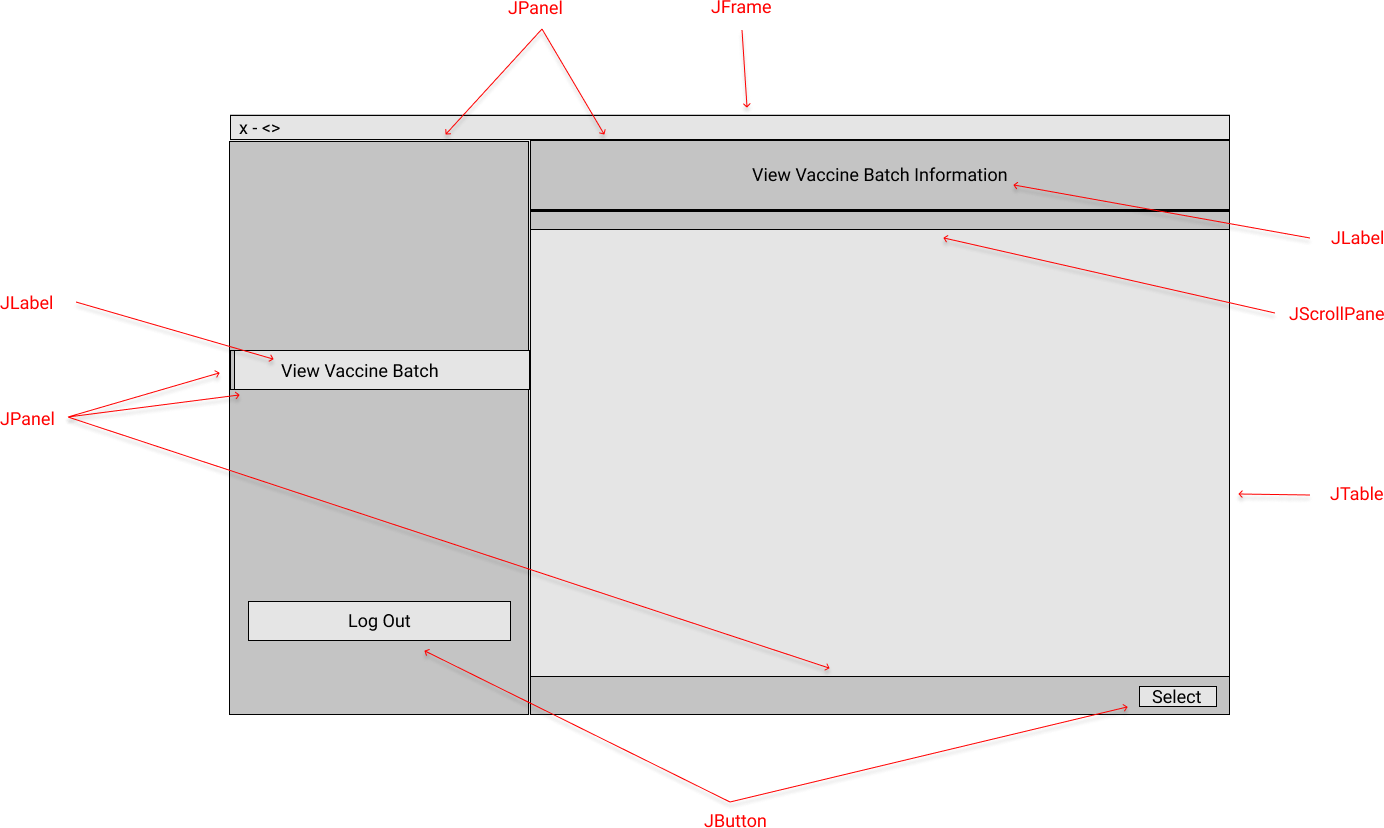 JPanel
JFrame
x - <>
View Vaccine Batch Information
JLabel
JLabel
JScrollPane
View Vaccine Batch
JPanel
JTable
Log Out
Select
JButton